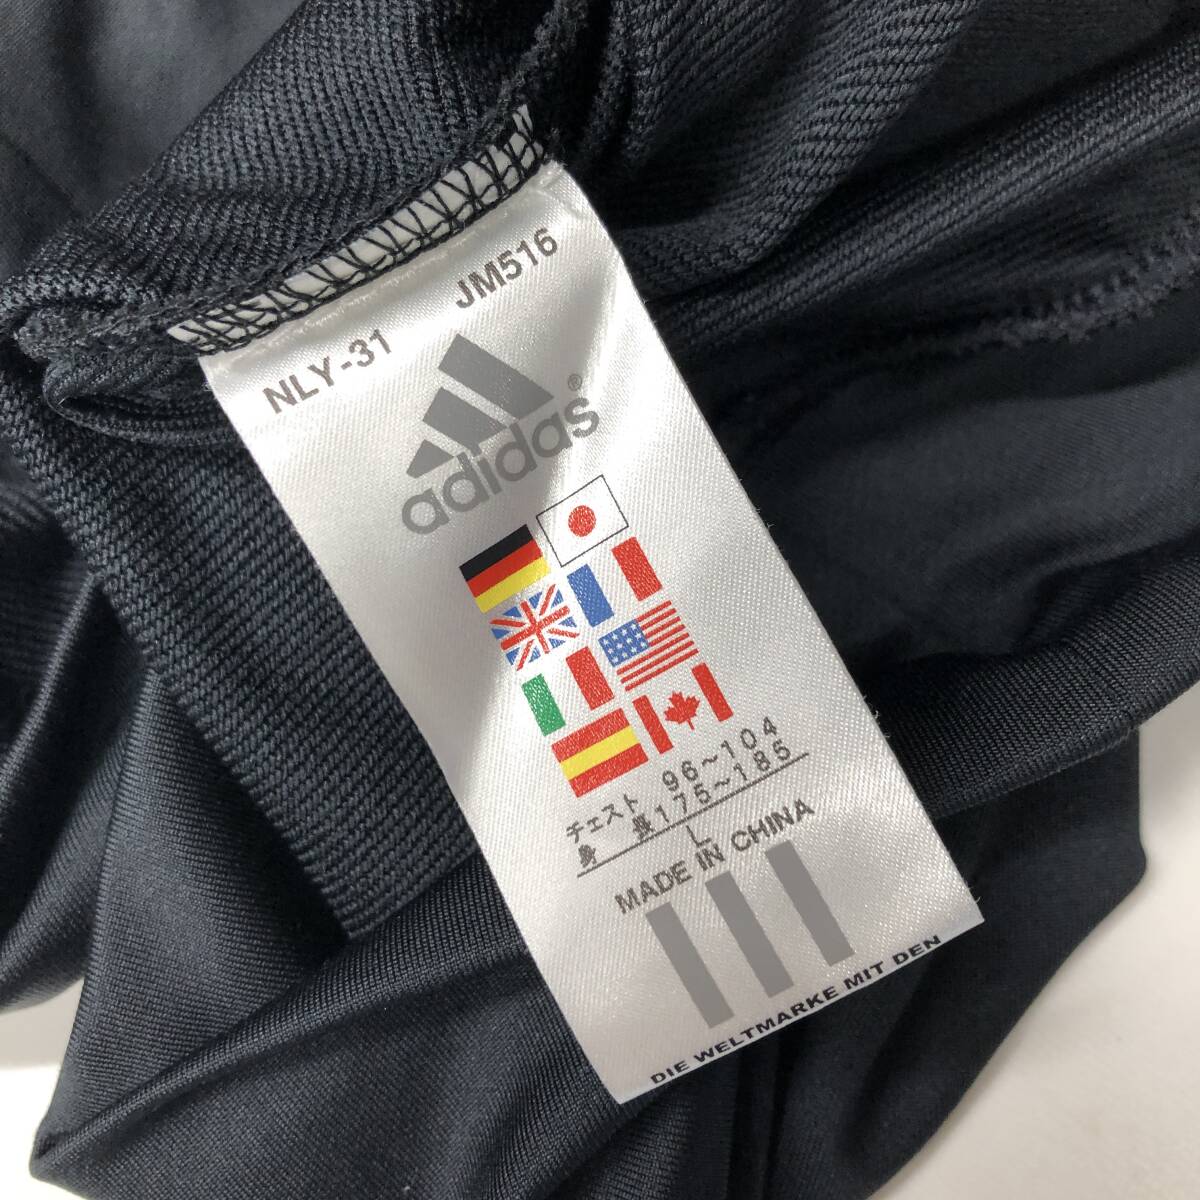 NLY-31 JM516
adidas®
チェスト 96~104
身 長 175~185
L
MADE IN CHINA
DIE WELTMARKE MIT DEN